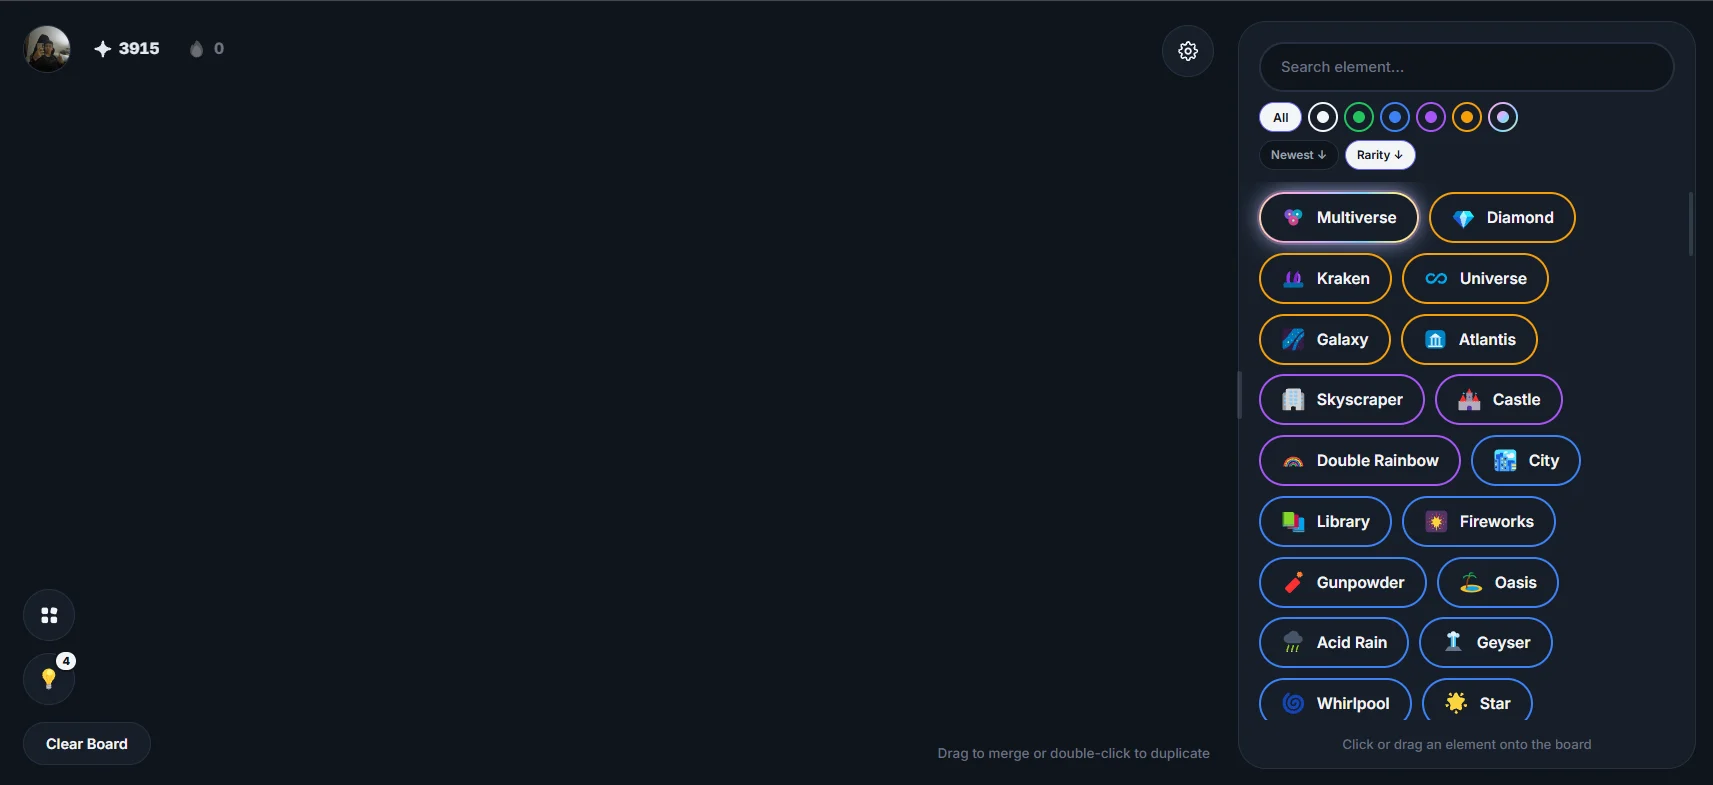 3915
0
Search element...
All
Newest ↓
Rarity ↓
Multiverse
Diamond
Kraken
Universe
Galaxy
Atlantis
Skyscraper
Castle
Double Rainbow
City
Library
Fireworks
Gunpowder
Oasis
Acid Rain
Geyser
Whirlpool
Star
4
Clear Board
Drag to merge or double-click to duplicate
Click or drag an element onto the board